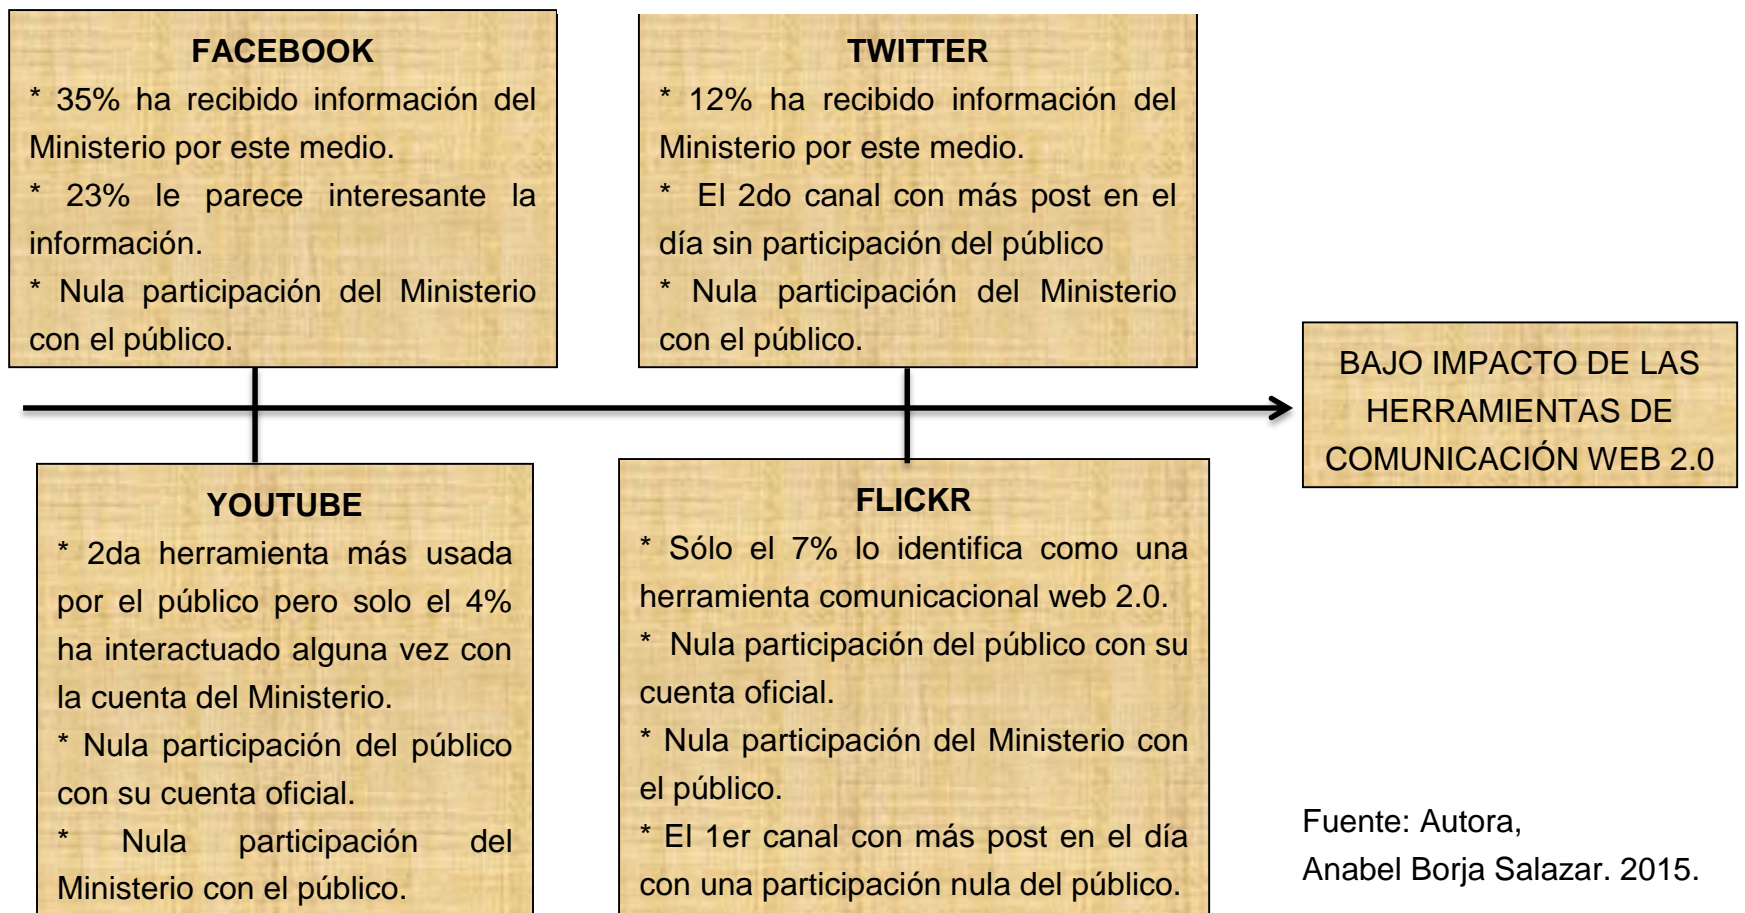 FACEBOOK
* 35% ha recibido información del
Ministerio por este medio.
* 23% le parece interesante la
información.
* Nula participación del Ministerio
con el público.
TWITTER
* 12% ha recibido información del
Ministerio por este medio.
* El 2do canal con más post en el
día sin participación del público
* Nula participación del Ministerio
con el público.
BAJO IMPACTO DE LAS
HERRAMIENTAS DE
COMUNICACIÓN WEB 2.0
YOUTUBE
* 2da herramienta más usada
por el público pero solo el 4%
ha interactuado alguna vez con
la cuenta del Ministerio.
* Nula participación del público
con su cuenta oficial.
* Nula participación del
Ministerio con el público.
FLICKR
* Sólo el 7% lo identifica como una
herramienta comunicacional web 2.0.
* Nula participación del público con su
cuenta oficial.
* Nula participación del Ministerio con
el público.
* El 1er canal con más post en el día
con una participación nula del público.
Fuente: Autora,
Anabel Borja Salazar. 2015.